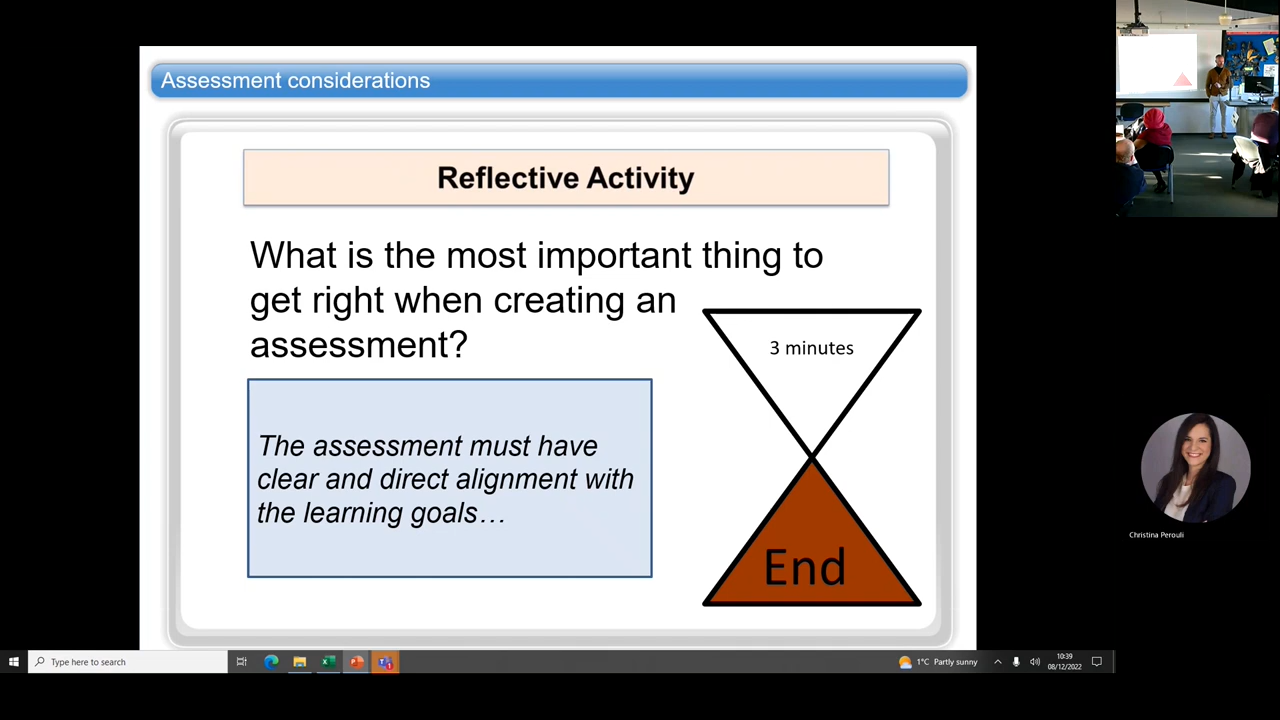 Assessment considerations
Reflective Activity
What is the most important thing to
get right when creating an
assessment?
3 minutes
The assessment must have
clear and direct alignment with
the learning goals…
End
Christina Perouli
Type here to search
1°C Partly sunny
10:39
08/12/2022